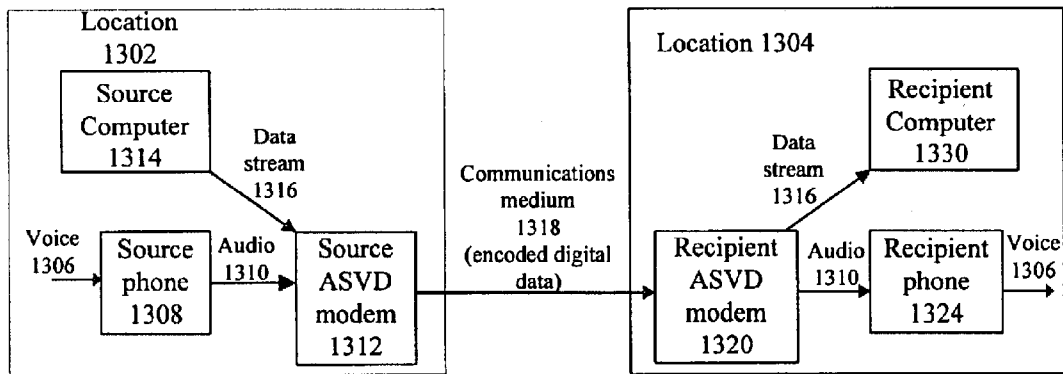 Location
1302
Source
Computer
1314
Data
stream
1316
Voice
1306
Source
phone
1308
Audio
1310
Source
ASVD
modem
1312
Communications
medium
1318
(encoded digital
data)
Location 1304
Recipient
Computer
1330
Data
stream
1316
Recipient
ASVD
modem
1320
Audio
1310
Recipient
phone
1324
Voice
1306